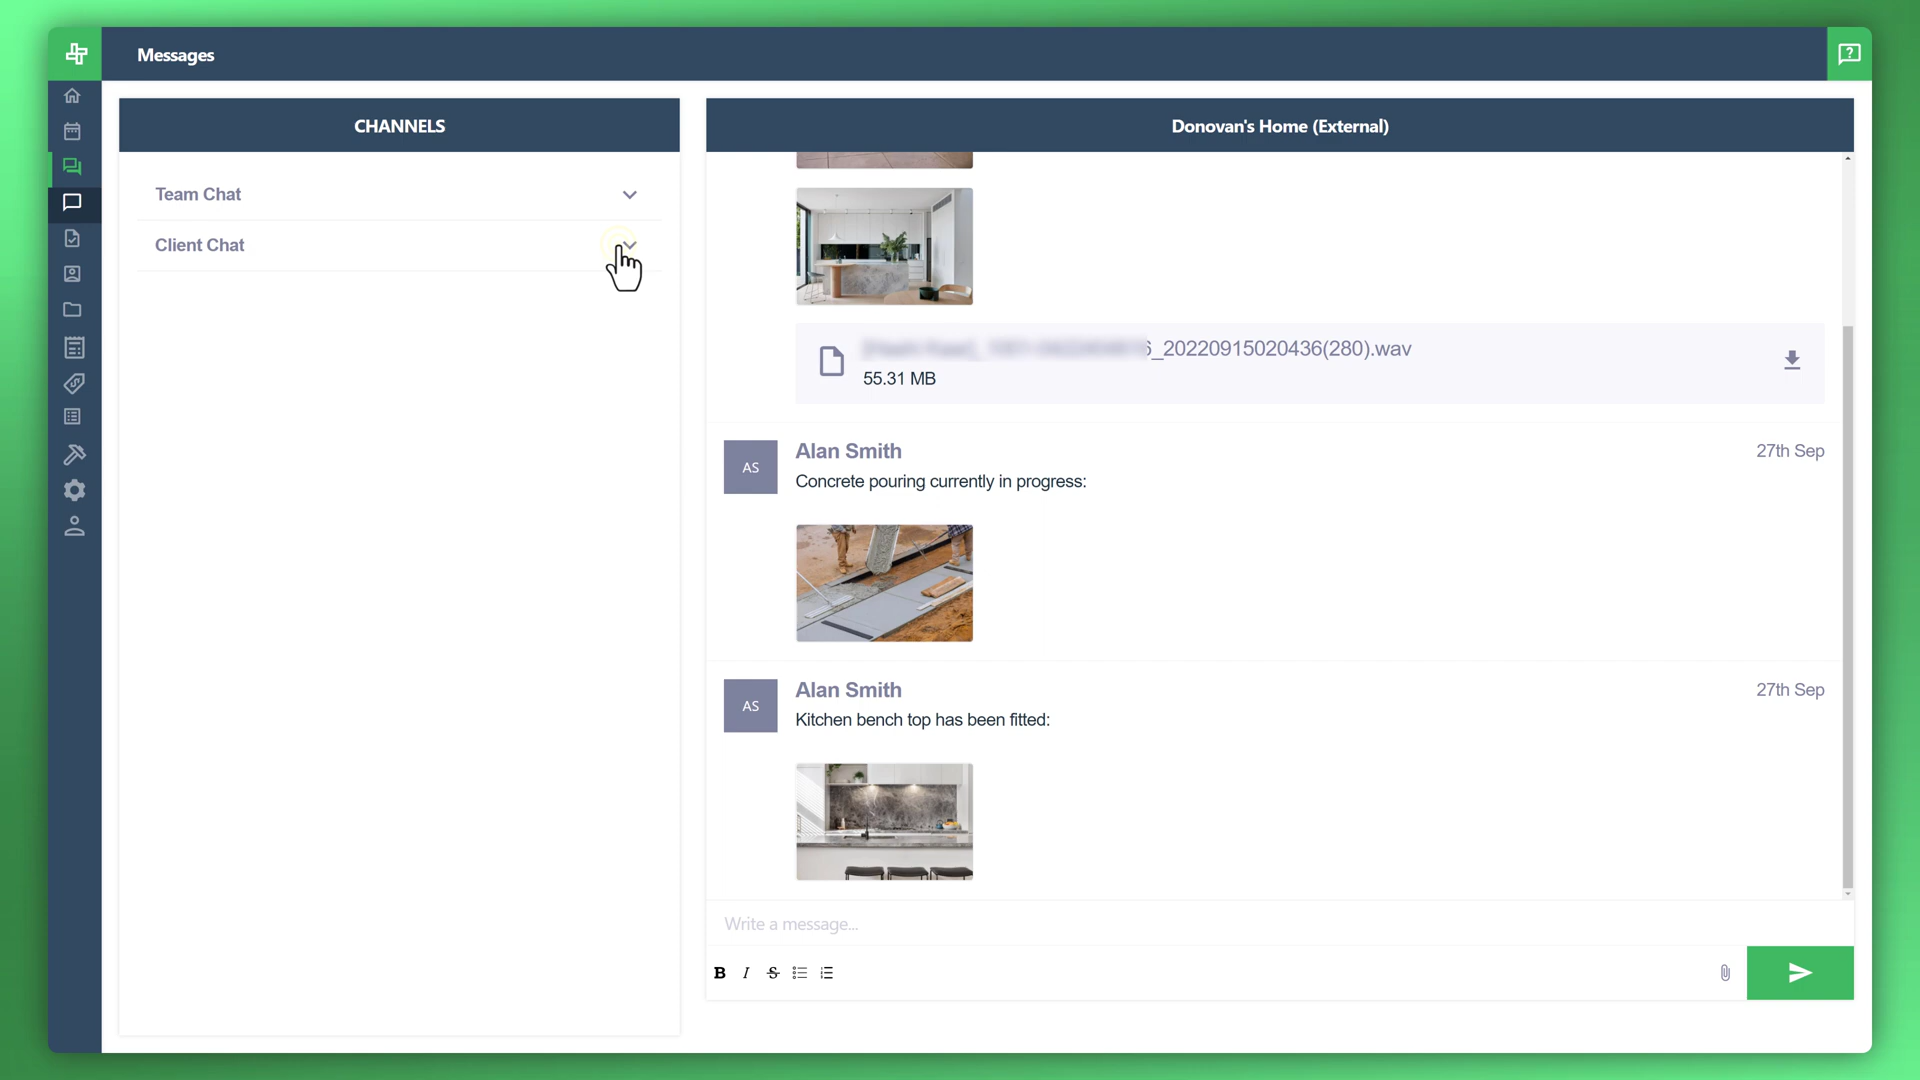 Messages
CHANNELS
Team Chat
Client Chat
Donovan's Home (External)
_20220915020436(280).wav
55.31 MB
AS
Alan Smith
27th Sep
Concrete pouring currently in progress:
AS
Alan Smith
27th Sep
Kitchen bench top has been fitted:
Write a message...
B I S